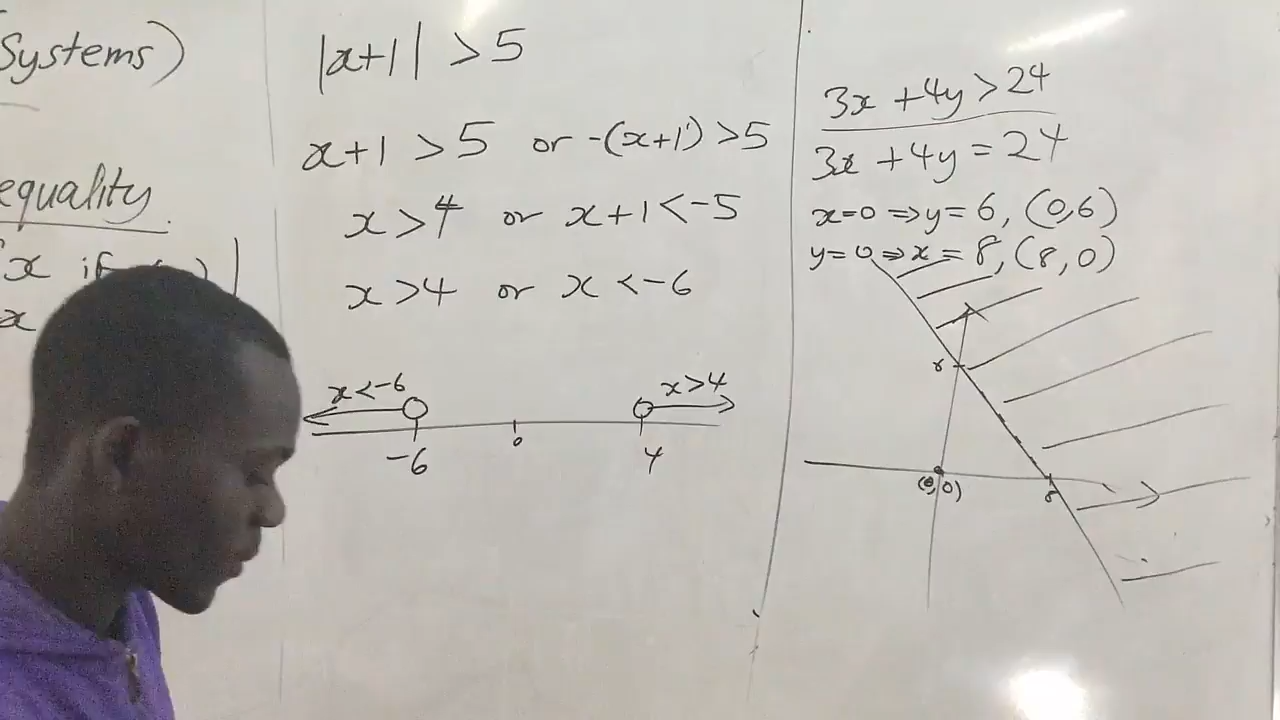 Systems)
equality
x if
x
|x+1| > 5
x+1 > 5 or -(x+1) > 5
x > 4 or x+1 < -5
x > 4 or x < -6
x < -6
x > 4
-6
0
4
3x + 4y > 24
3x + 4y = 24
x=0 ⇒ y = 6, (0,6)
y=0 ⇒ x = 8, (8,0)
(0,0)
8